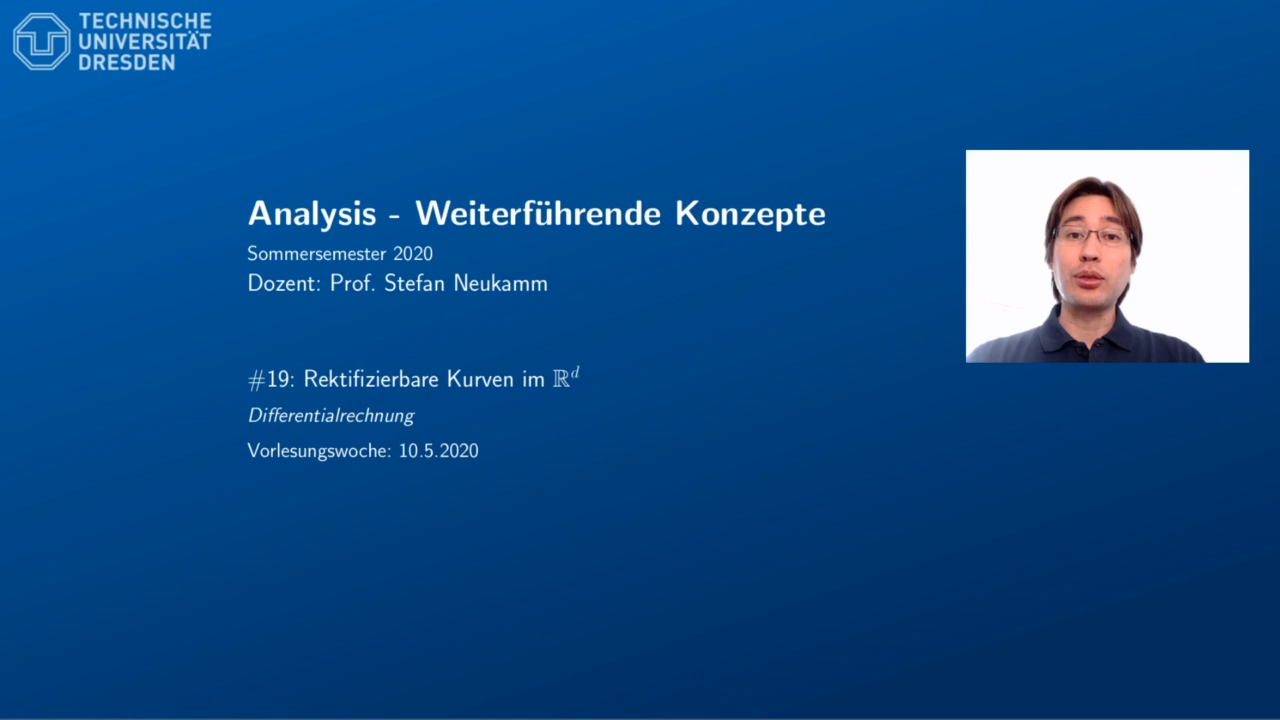 TECHNISCHE
UNIVERSITÄT
DRESDEN
Analysis - Weiterführende Konzepte
Sommersemester 2020
Dozent: Prof. Stefan Neukamm
#19: Rektifizierbare Kurven im ℝᵈ
Differentialrechnung
Vorlesungswoche: 10.5.2020